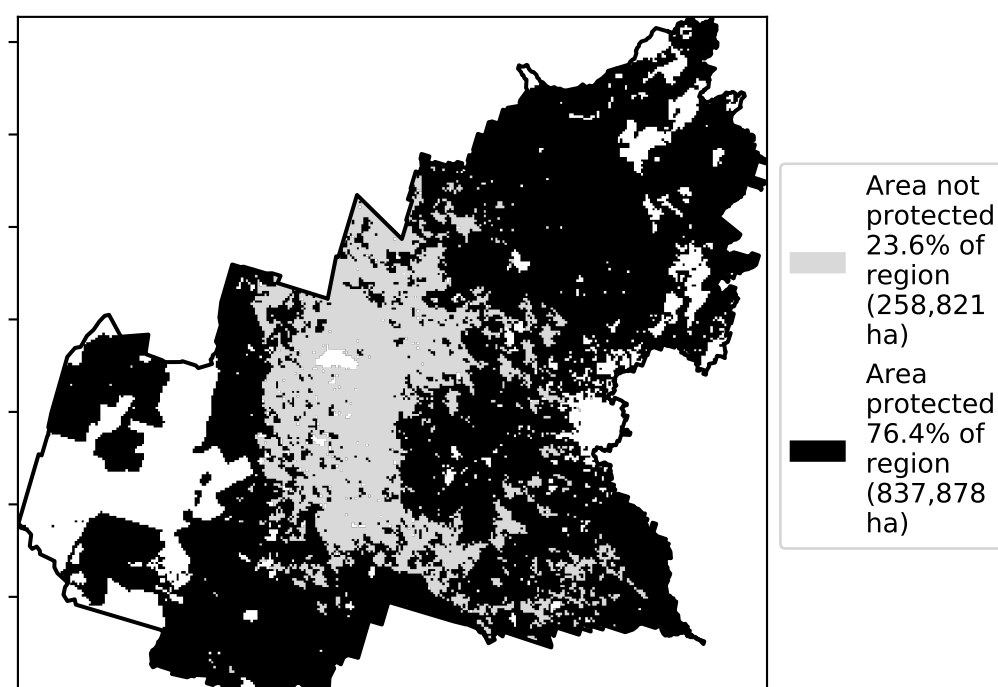 Area not
protected
23.6% of
region
(258,821
ha)
Area
protected
76.4% of
region
(837,878
ha)